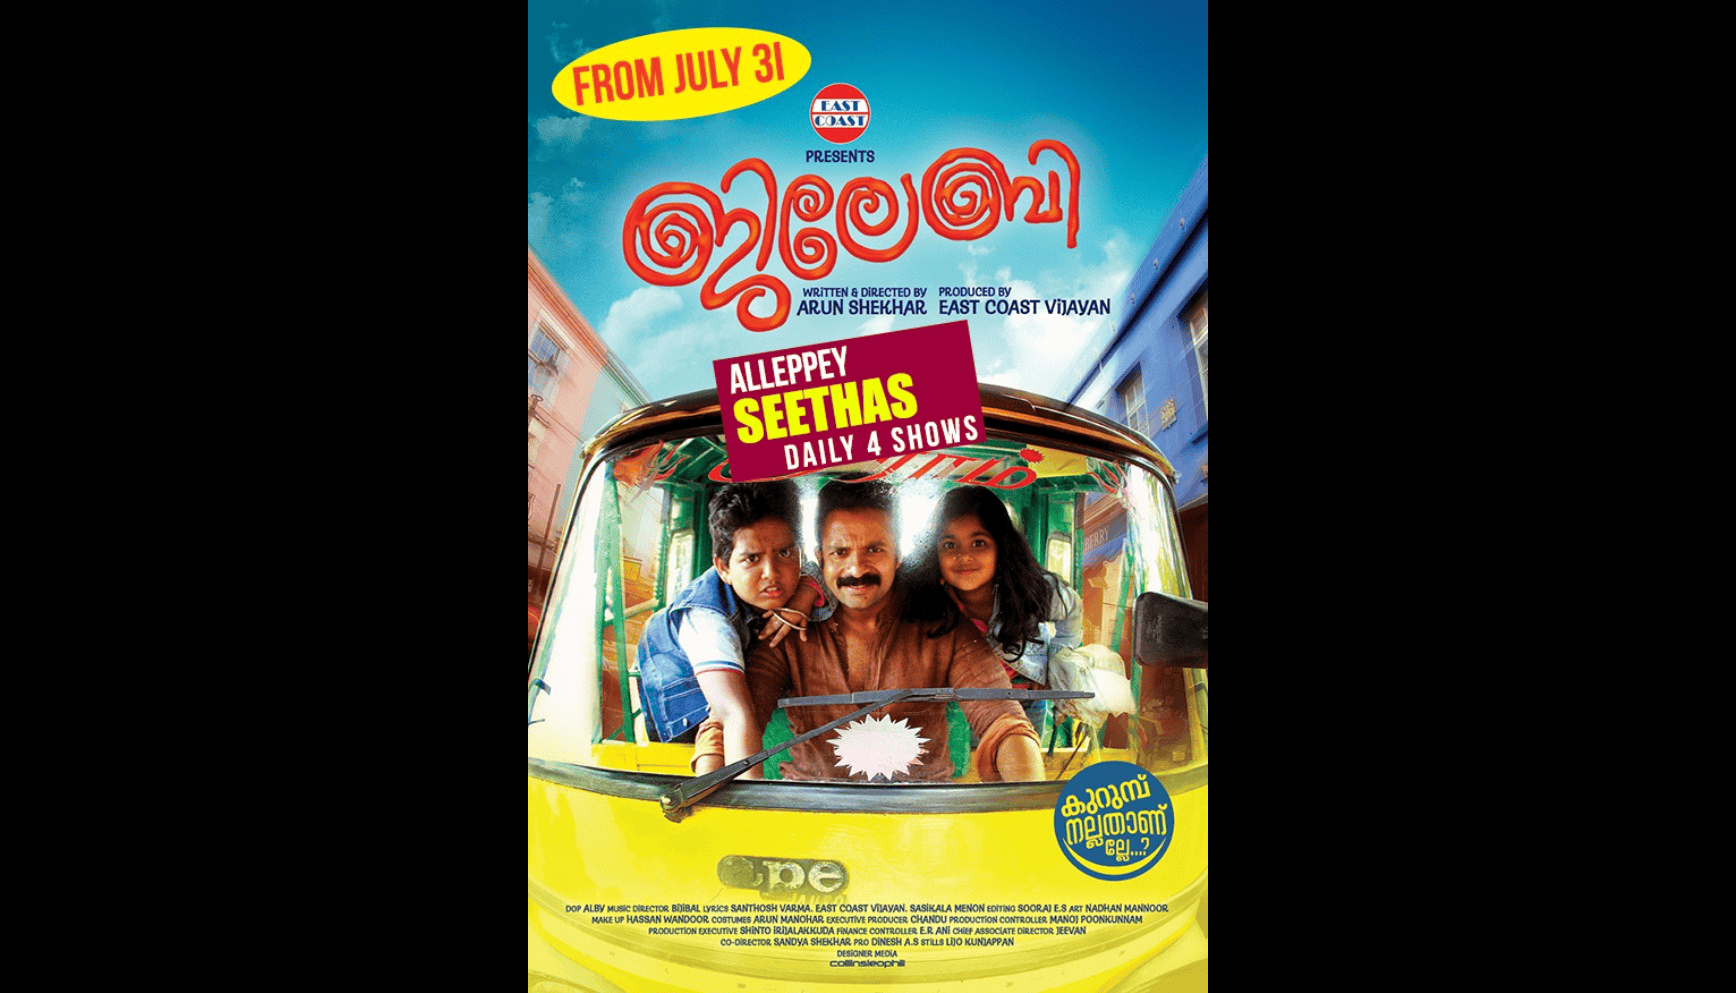 FROM JULY 31
EAST
COAST
PRESENTS
ജിലേബി
WRITTEN & DIRECTED BY PRODUCED BY
ARUN SHEKHAR EAST COAST VIJAYAN
ALLEPPEY
SEETHAS
DAILY 4 SHOWS
BERRY
കുറുമ്പ്
നല്ലതാണ്
ല്ലേ....?
ape
DOP ALBY MUSIC DIRECTOR BIJIBAL LYRICS SANTHOSH VARMA. EAST COAST VIJAYAN. SASIKALA MENON EDITING SOORAJ E.S ART NADHAN MANNOOR
MAKE UP HASSAN WANDOOR COSTUMES ARUN MANOHAR EXECUTIVE PRODUCER CHANDU PRODUCTION CONTROLLER MANOJ POONKUNNAM
PRODUCTION EXECUTIVE SHINTO IRIJALAKKUDA FINANCE CONTROLLER E.R ANI CHIEF ASSOCIATE DIRECTOR JEEVAN
CO-DIRECTOR SANDYA SHEKHAR PRO DINESH A.S STILLS LIJO KUNJAPPAN
DESIGNER MEDIA
collinsleophil